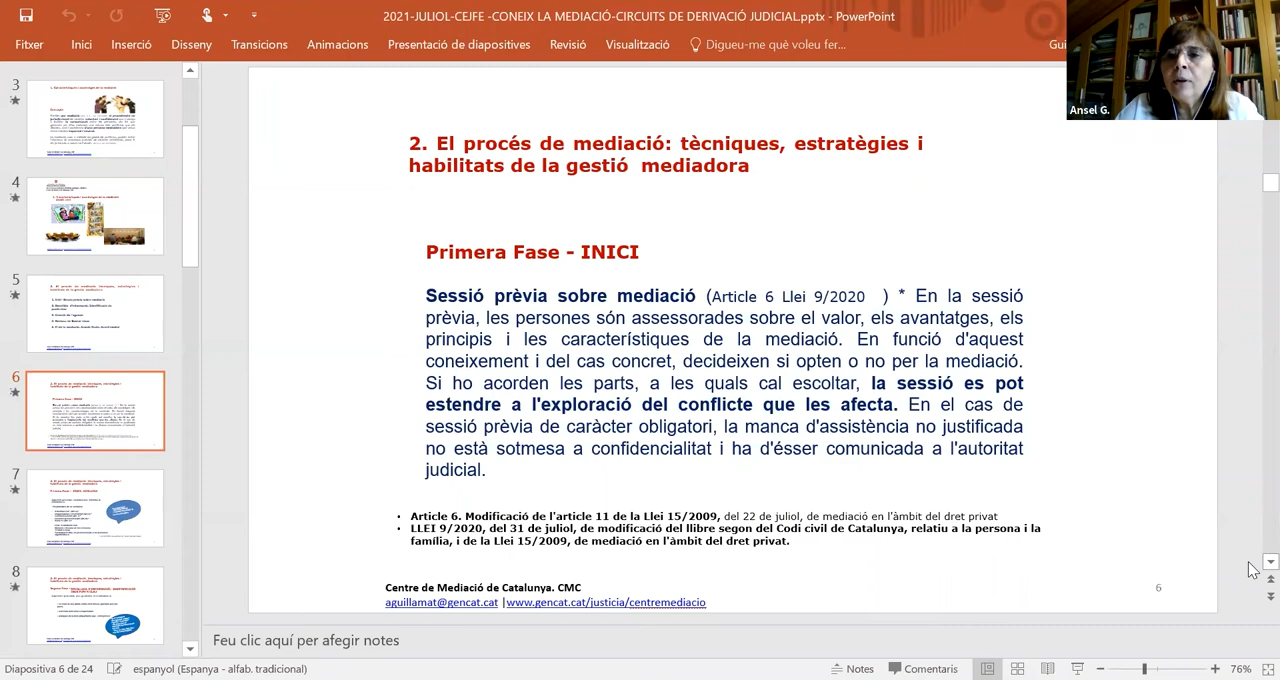 2021-JULIOL-CEJFE -CONEIX LA MEDIACIÓ-CIRCUITS DE DERIVACIÓ JUDICIAL.pptx - PowerPoint
Fitxer Inici Inserció Disseny Transicions Animacions Presentació de diapositives Revisió Visualització Digueu-me què voleu fer...
Ansel G.
3
4
5
6
7
8
2. El procés de mediació: tècniques, estratègies i
habilitats de la gestió mediadora
Primera Fase - INICI
Sessió prèvia sobre mediació (Article 6 Llei 9/2020 ) * En la sessió
prèvia, les persones són assessorades sobre el valor, els avantatges, els
principis i les característiques de la mediació. En funció d'aquest
coneixement i del cas concret, decideixen si opten o no per la mediació.
Si ho acorden les parts, a les quals cal escoltar, la sessió es pot
estendre a l'exploració del conflicte que les afecta. En el cas de
sessió prèvia de caràcter obligatori, la manca d'assistència no justificada
no està sotmesa a confidencialitat i ha d'ésser comunicada a l'autoritat
judicial.
• Article 6. Modificació de l'article 11 de la Llei 15/2009, del 22 de juliol, de mediació en l'àmbit del dret privat
• LLEI 9/2020, del 31 de juliol, de modificació del llibre segon del Codi civil de Catalunya, relatiu a la persona i la
família, i de la Llei 15/2009, de mediació en l'àmbit del dret privat.
Centre de Mediació de Catalunya. CMC
aguillamat@gencat.cat |www.gencat.cat/justicia/centremediacio
6
Feu clic aquí per afegir notes
Diapositiva 6 de 24 espanyol (Espanya - alfab. tradicional) Notes Comentaris 76%